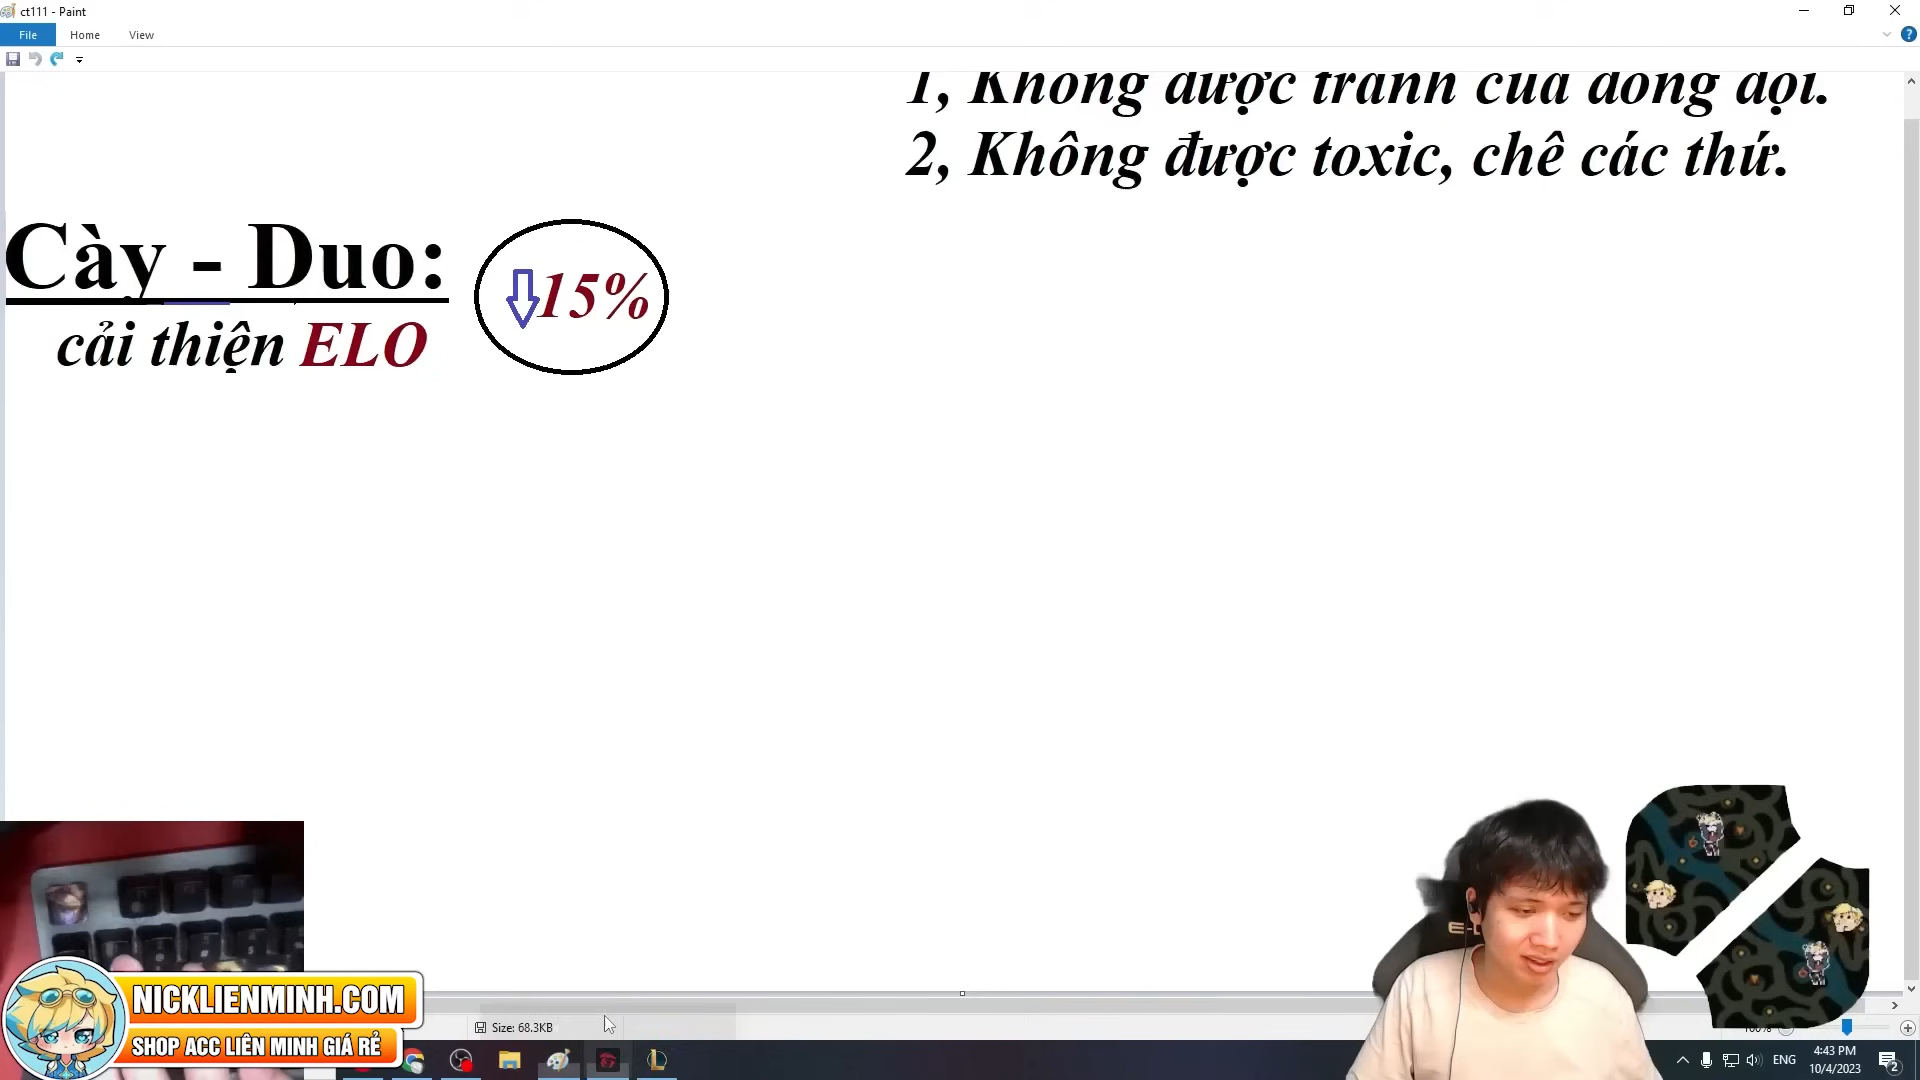 ct111 - Paint
File Home View
1, Không được tranh của đồng đội.
2, Không được toxic, chê các thứ.
Cày - Duo:
↓15%
cải thiện ELO
NICKLIENMINH.COM
SHOP ACC LIÊN MINH GIÁ RẺ
Size: 68.3KB
100%
ENG
4:43 PM
10/4/2023
2